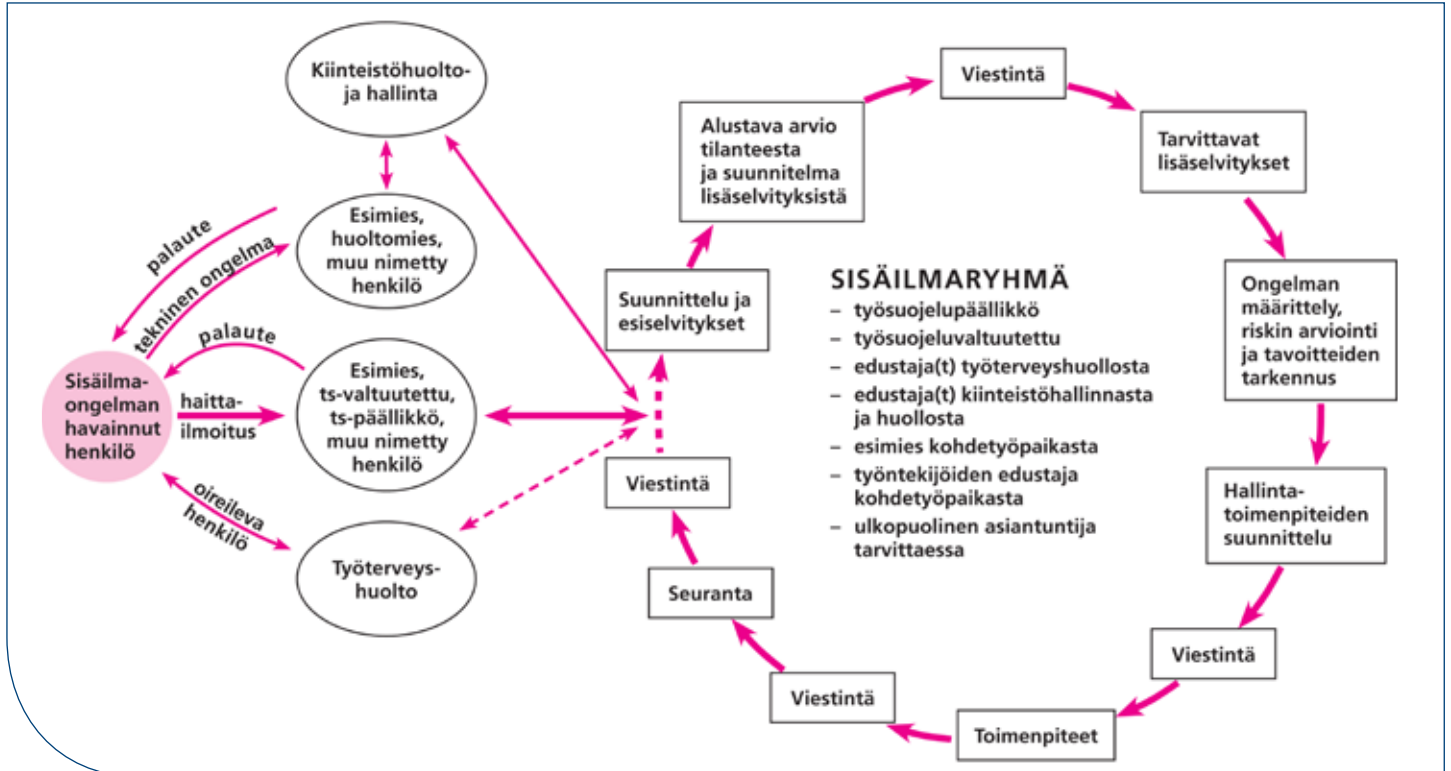 Kiinteistöhuolto-
ja hallinta
Esimies,
huoltomies,
muu nimetty
henkilö
palaute
tekninen ongelma
palaute
Sisäilma-
ongelman
havainnut
henkilö
haitta-
ilmoitus
Esimies,
ts-valtuutettu,
ts-päällikkö,
muu nimetty
henkilö
oireileva
henkilö
Työterveys-
huolto
Suunnittelu ja
esiselvitykset
Alustava arvio
tilanteesta
ja suunnitelma
lisäselvityksistä
Viestintä
Tarvittavat
lisäselvitykset
Ongelman
määrittely,
riskin arviointi
ja tavoitteiden
tarkennus
Hallinta-
toimenpiteiden
suunnittelu
Viestintä
Toimenpiteet
Viestintä
Seuranta
Viestintä
SISÄILMARYHMÄ
– työsuojelupäällikkö
– työsuojeluvaltuutettu
– edustaja(t) työterveyshuollosta
– edustaja(t) kiinteistöhallinnasta
ja huollosta
– esimies kohdetyöpaikasta
– työntekijöiden edustaja
kohdetyöpaikasta
– ulkopuolinen asiantuntija
tarvittaessa